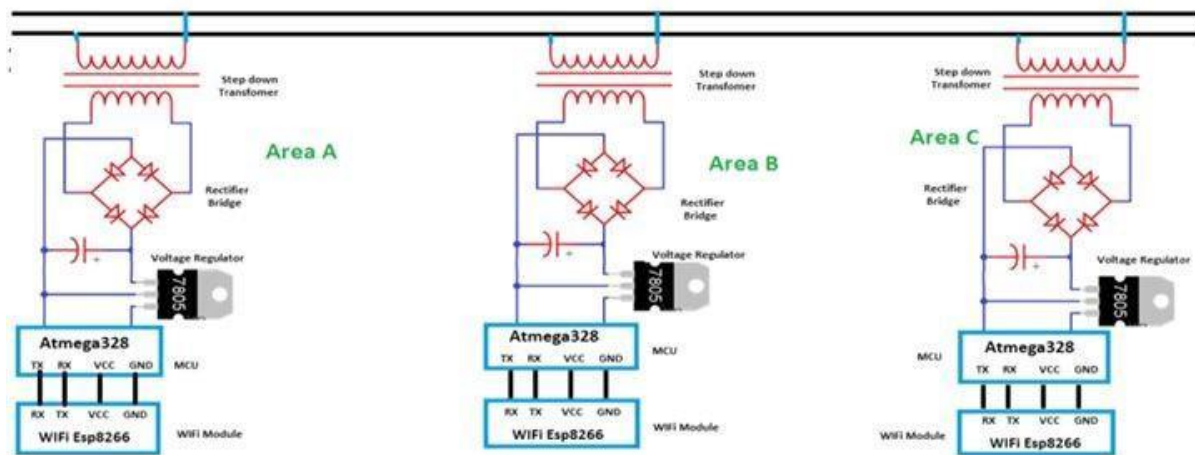 Step down
Transfomer
Area A
Rectifier
Bridge
+
Voltage Regulator
7805
Atmega328
TX RX VCC GND
MCU
RX TX VCC GND
WIFi Esp8266
WIFi Module
Step down
Transfomer
Area B
Rectifier
Bridge
+
Voltage Regulator
7805
Atmega328
TX RX VCC GND
MCU
RX TX VCC GND
WIFi Esp8266
WIFi Module
Step down
Transfomer
Area C
Rectifier
Bridge
+
Voltage Regulator
7805
Atmega328
TX RX VCC GND
MCU
RX TX VCC GND
WIFi Esp8266
WIFi Module